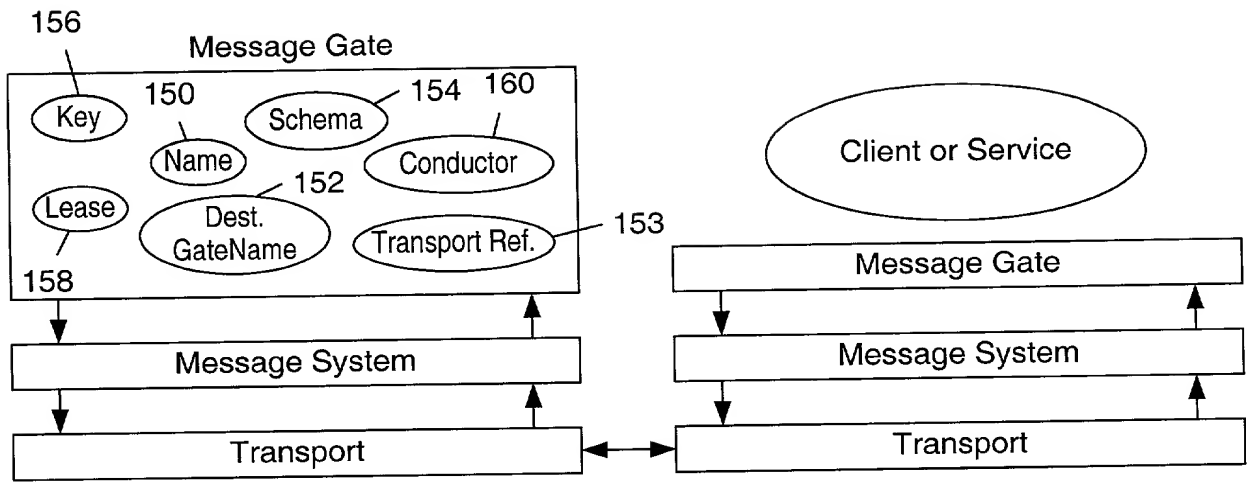 156
Message Gate
150
154
160
Key
Schema
Name
Conductor
Client or Service
152
Lease
Dest.
GateName
Transport Ref.
153
158
Message Gate
Message System
Message System
Transport
Transport